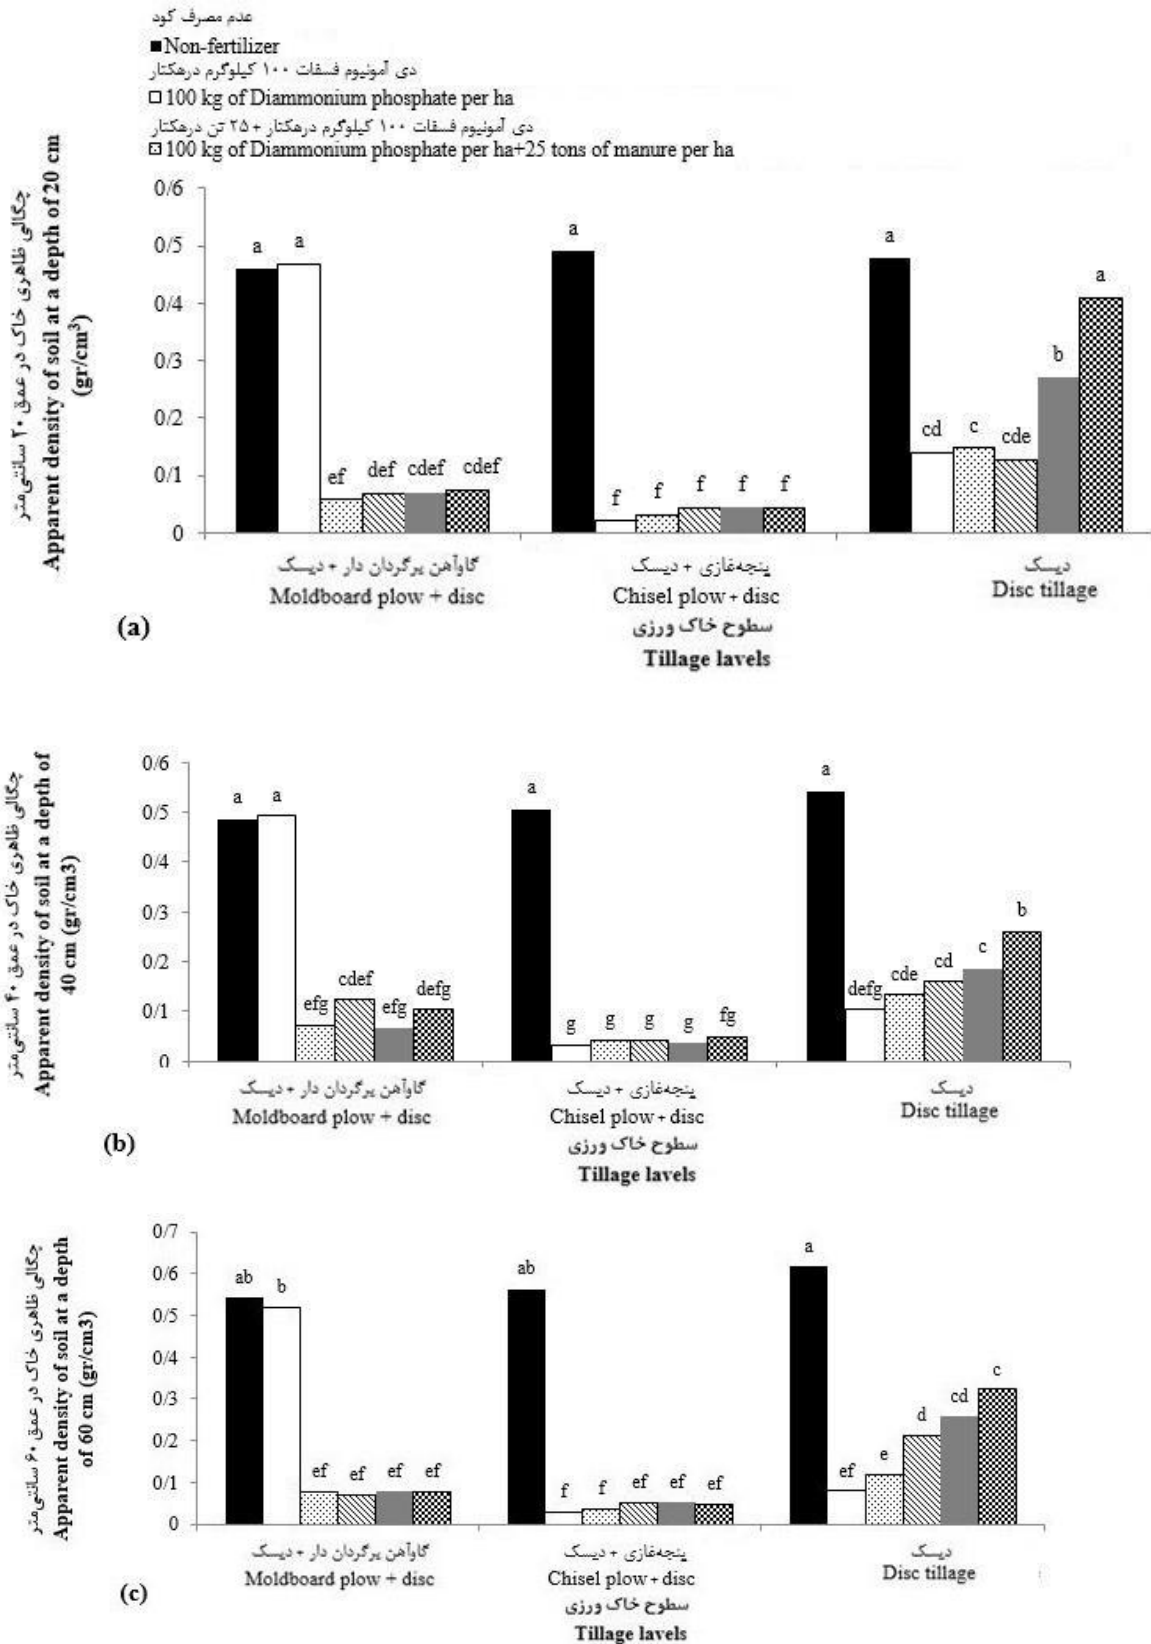 عدم مصرف کود
Non-fertilizer
دی آمونیوم فسفات ۱۰۰ کیلوگرم درهکتار
100 kg of Diammonium phosphate per ha
دی آمونیوم فسفات ۱۰۰ کیلوگرم درهکتار + ۲۵ تن درهکتار
100 kg of Diammonium phosphate per ha+25 tons of manure per ha
چگالی ظاهری خاک در عمق ۲۰ سانتی‌متر
Apparent density of soil at a depth of 20 cm
(gr/cm³)
0/6
0/5
0/4
0/3
0/2
0/1
0
a a ef def cdef cdef
a f f f f f
a cd c cde b a
گاوآهن برگردان دار + دیسک
Moldboard plow + disc
پنجه‌غازی + دیسک
Chisel plow + disc
دیسک
Disc tillage
سطوح خاک ورزی
Tillage lavels
(a)
چگالی ظاهری خاک در عمق ۴۰ سانتی‌متر
Apparent density of soil at a depth of
40 cm (gr/cm3)
0/6
0/5
0/4
0/3
0/2
0/1
0
a a efg cdef efg defg
a g g g g fg
a defg cde cd c b
گاوآهن برگردان دار + دیسک
Moldboard plow + disc
پنجه‌غازی + دیسک
Chisel plow + disc
دیسک
Disc tillage
سطوح خاک ورزی
Tillage lavels
(b)
چگالی ظاهری خاک در عمق ۶۰ سانتی‌متر
Apparent density of soil at a depth
of 60 cm (gr/cm3)
0/7
0/6
0/5
0/4
0/3
0/2
0/1
0
ab b ef ef ef ef
ab f f ef ef ef
a ef e d cd c
گاوآهن برگردان دار + دیسک
Moldboard plow + disc
پنجه‌غازی + دیسک
Chisel plow + disc
دیسک
Disc tillage
سطوح خاک ورزی
Tillage lavels
(c)